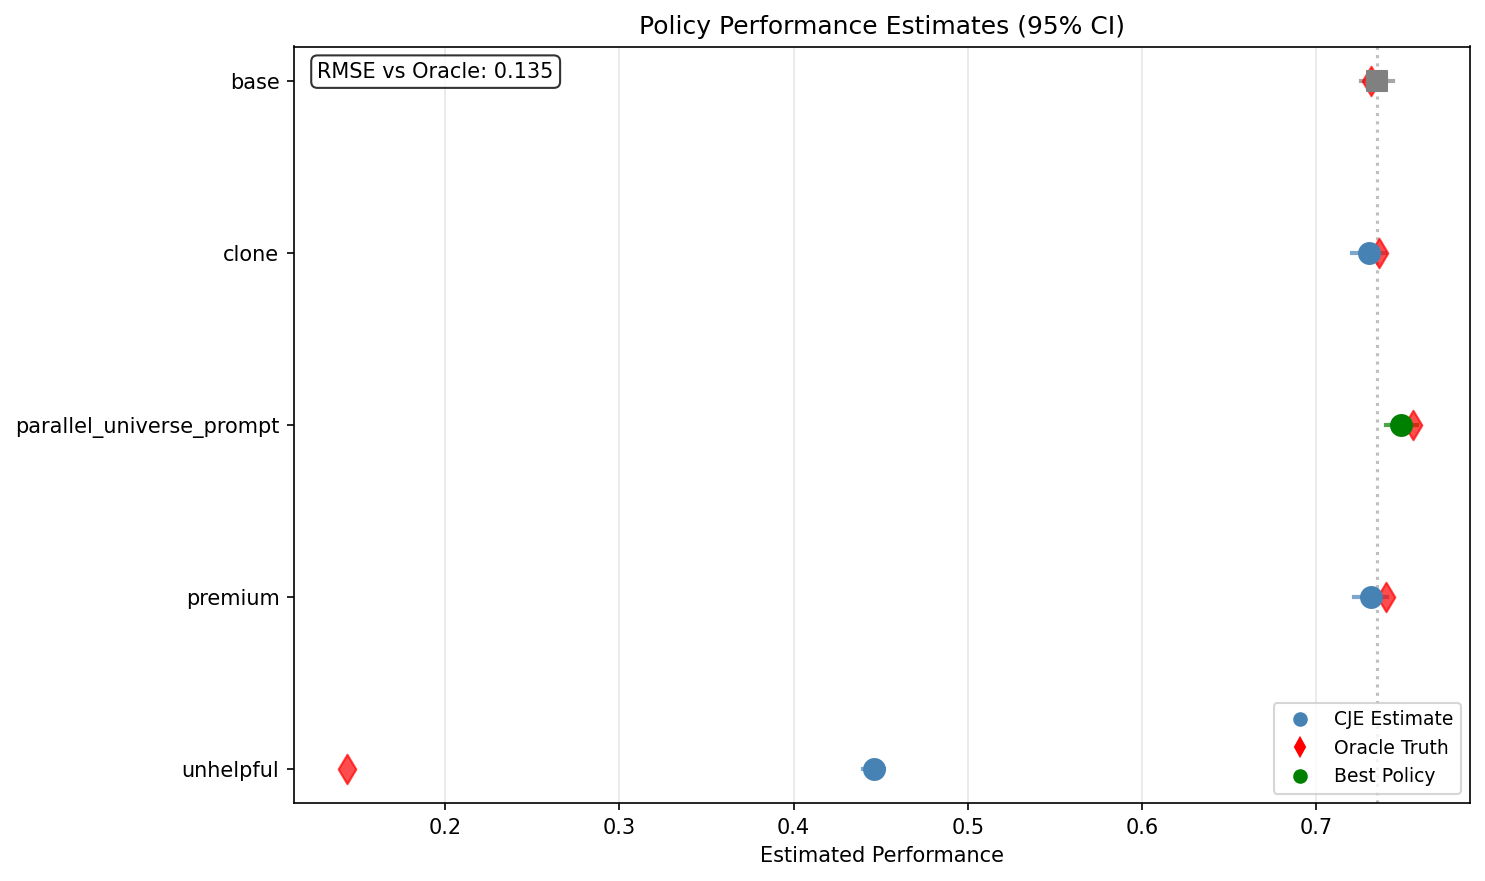 Policy Performance Estimates (95% CI)
RMSE vs Oracle: 0.135
base
clone
parallel_universe_prompt
premium
unhelpful
CJE Estimate
Oracle Truth
Best Policy
0.2 0.3 0.4 0.5 0.6 0.7
Estimated Performance